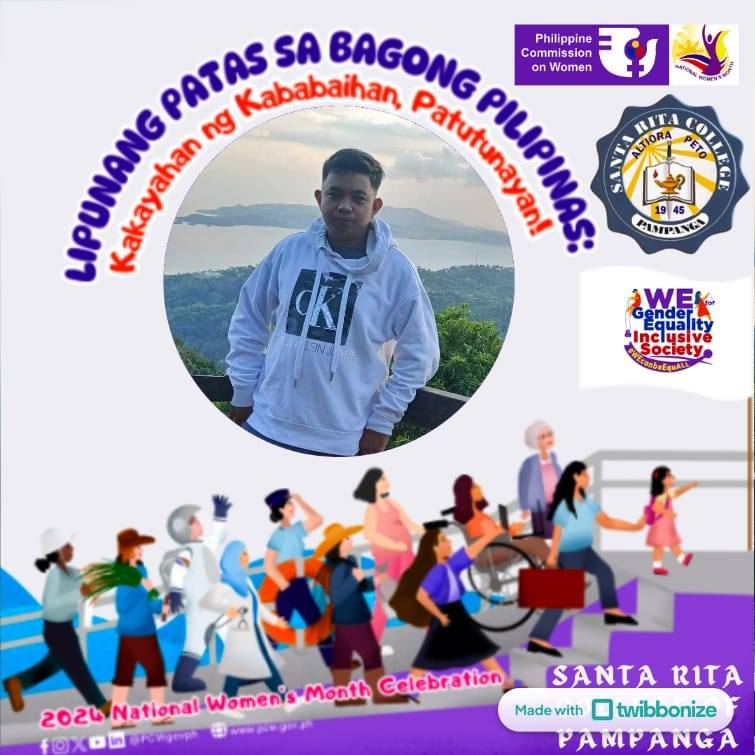 Philippine
Commission
on Women
NATIONAL WOMEN'S MONTH
LIPUNANG PATAS SA BAGONG PILIPINAS:
Kakayahan ng Kababaihan, Patutunayan!
SANTA RITA COLLEGE
ALTIORA PETO
19 45
PAMPANGA
CK
WE for
Gender
Equality
& Inclusive
Society
#WEcanbeEquALL
2024 National Women's Month Celebration
@PCWgovph
www.pcw.gov.ph
SANTA RITA
OF
PAMPANGA
Made with twibbonize